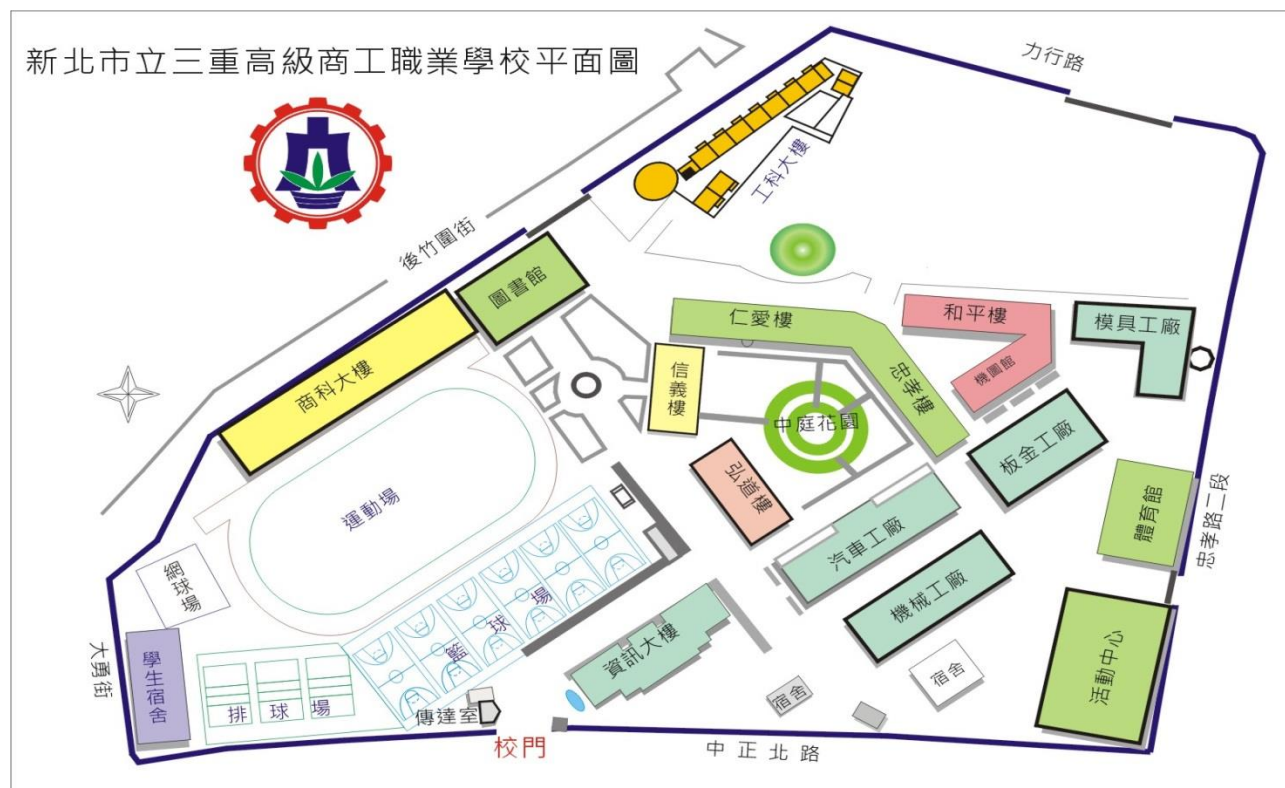 新北市立三重高級商工職業學校平面圖
力行路
工科大樓
後竹圍街
圖書館
商科大樓
仁愛樓
和平樓
模具工廠
機圖館
信義樓
忠孝樓
中庭花園
板金工廠
弘道樓
體育館
忠孝路二段
運動場
汽車工廠
網球場
機械工廠
籃球場
資訊大樓
大勇街
學生宿舍
宿舍
活動中心
宿舍
排球場
傳達室
校門
中正北路